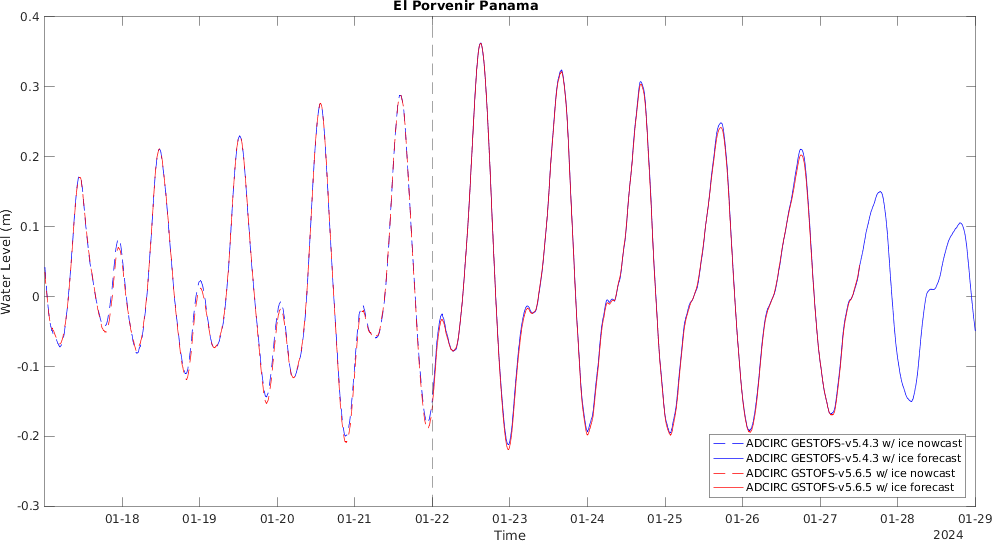 El Porvenir Panama
0.4
0.3
0.2
0.1
0
-0.1
-0.2
-0.3
Water Level (m)
ADCIRC GESTOFS-v5.4.3 w/ ice nowcast
ADCIRC GESTOFS-v5.4.3 w/ ice forecast
ADCIRC GSTOFS-v5.6.5 w/ ice nowcast
ADCIRC GSTOFS-v5.6.5 w/ ice forecast
01-18 01-19 01-20 01-21 01-22 01-23 01-24 01-25 01-26 01-27 01-28 01-29
Time
2024